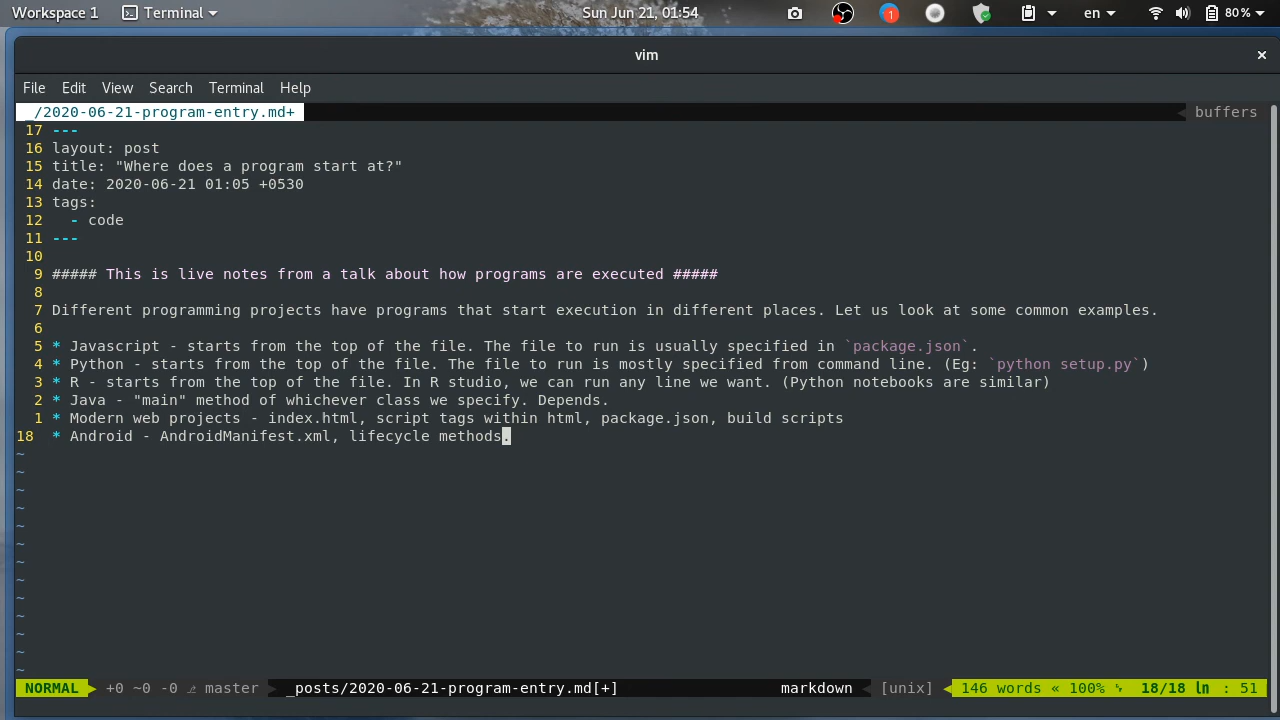 Workspace 1 Terminal Sun Jun 21, 01:54 1 en 80%
vim
File Edit View Search Terminal Help
_/2020-06-21-program-entry.md+ buffers
17 ---
16 layout: post
15 title: "Where does a program start at?"
14 date: 2020-06-21 01:05 +0530
13 tags:
12   - code
11 ---
10
9 ##### This is live notes from a talk about how programs are executed #####
8
7 Different programming projects have programs that start execution in different places. Let us look at some common examples.
6
5 * Javascript - starts from the top of the file. The file to run is usually specified in `package.json`.
4 * Python - starts from the top of the file. The file to run is mostly specified from command line. (Eg: `python setup.py`)
3 * R - starts from the top of the file. In R studio, we can run any line we want. (Python notebooks are similar)
2 * Java - "main" method of whichever class we specify. Depends.
1 * Modern web projects - index.html, script tags within html, package.json, build scripts
18 * Android - AndroidManifest.xml, lifecycle methods.
~
~
~
~
~
~
~
~
~
~
~
~
~
NORMAL +0 ~0 -0 master _posts/2020-06-21-program-entry.md[+] markdown [unix] 146 words « 100% 18/18 ln : 51